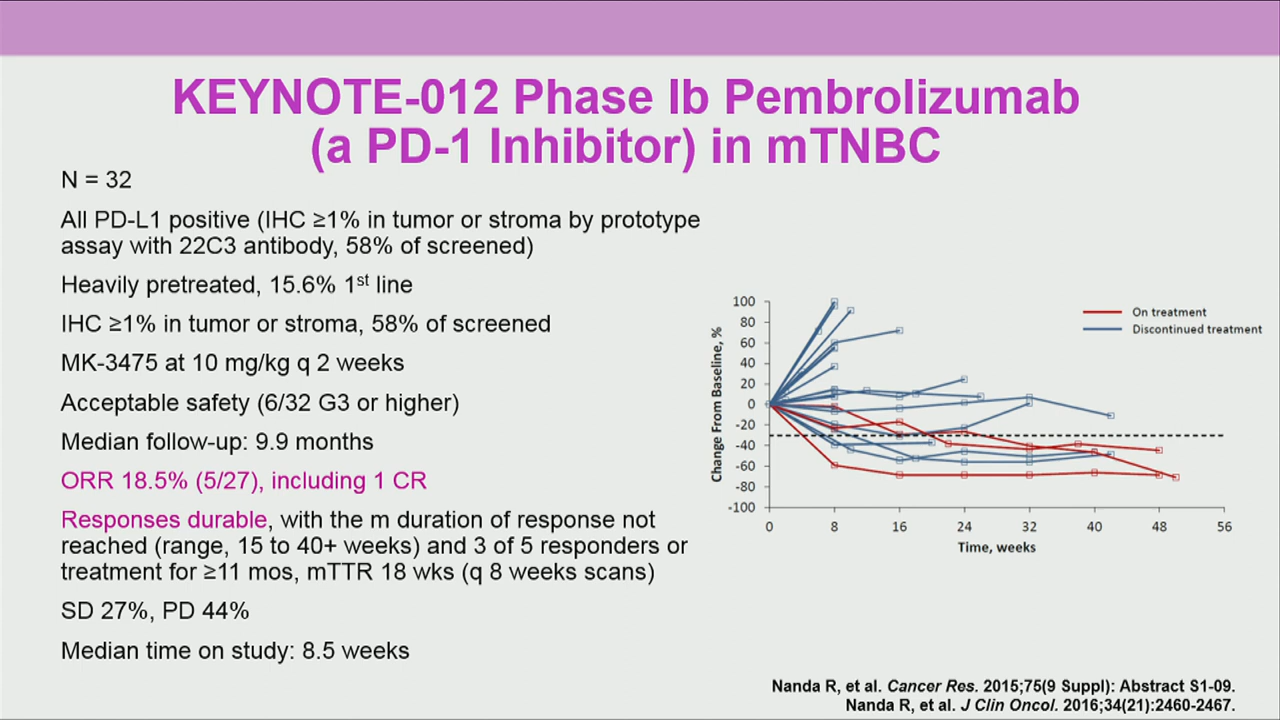 KEYNOTE-012 Phase Ib Pembrolizumab
(a PD-1 Inhibitor) in mTNBC
N = 32
All PD-L1 positive (IHC ≥1% in tumor or stroma by prototype
assay with 22C3 antibody, 58% of screened)
Heavily pretreated, 15.6% 1st line
IHC ≥1% in tumor or stroma, 58% of screened
MK-3475 at 10 mg/kg q 2 weeks
Acceptable safety (6/32 G3 or higher)
Median follow-up: 9.9 months
ORR 18.5% (5/27), including 1 CR
Responses durable, with the m duration of response not
reached (range, 15 to 40+ weeks) and 3 of 5 responders or
treatment for ≥11 mos, mTTR 18 wks (q 8 weeks scans)
SD 27%, PD 44%
Median time on study: 8.5 weeks
Change From Baseline, %
100
80
60
40
20
0
-20
-40
-60
-80
-100
0 8 16 24 32 40 48 56
Time, weeks
On treatment
Discontinued treatment
Nanda R, et al. Cancer Res. 2015;75(9 Suppl): Abstract S1-09.
Nanda R, et al. J Clin Oncol. 2016;34(21):2460-2467.